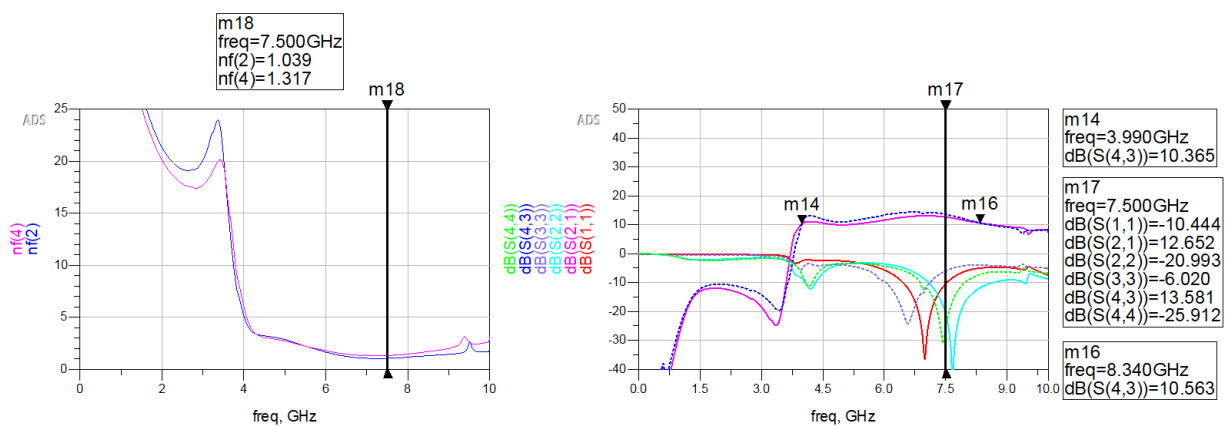 m18
freq=7.500GHz
nf(2)=1.039
nf(4)=1.317
m18
25
20
15
10
5
0
0
2
4
6
8
10
ADS
nf(4)
nf(2)
freq, GHz
m17
50
40
30
20
10
0
-10
-20
-30
-40
0.0
1.5
3.0
4.5
6.0
7.5
9.0
10.0
ADS
m14
m16
dB(S(4,4))
dB(S(4,3))
dB(S(3,3))
dB(S(2,2))
dB(S(2,1))
dB(S(1,1))
freq, GHz
m14
freq=3.990GHz
dB(S(4,3))=10.365
m17
freq=7.500GHz
dB(S(1,1))=-10.444
dB(S(2,1))=12.652
dB(S(2,2))=-20.993
dB(S(3,3))=-6.020
dB(S(4,3))=13.581
dB(S(4,4))=-25.912
m16
freq=8.340GHz
dB(S(4,3))=10.563